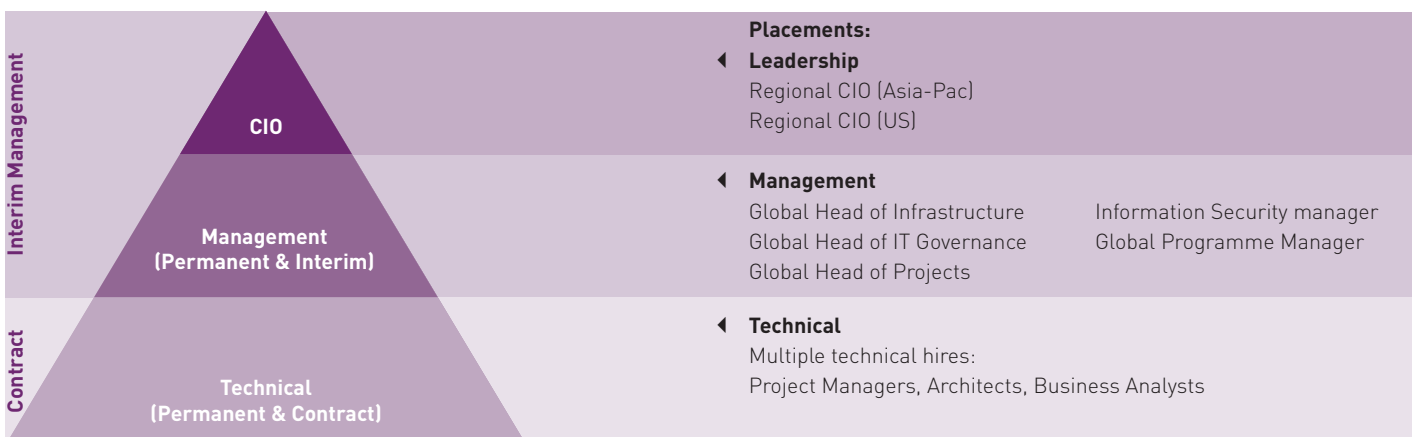 Interim Management
Contract
CIO
Management
(Permanent & Interim)
Technical
(Permanent & Contract)
Placements:
Leadership
Regional CIO (Asia-Pac)
Regional CIO (US)
Management
Global Head of Infrastructure
Global Head of IT Governance
Global Head of Projects
Information Security manager
Global Programme Manager
Technical
Multiple technical hires:
Project Managers, Architects, Business Analysts